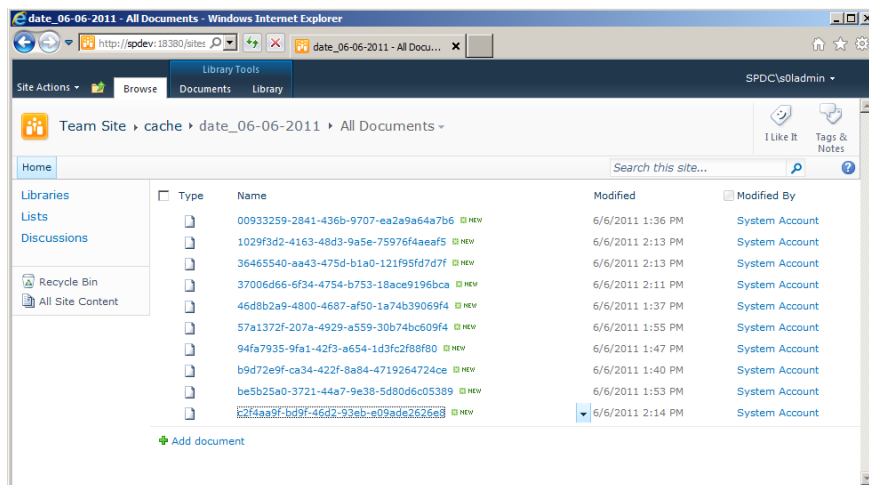 date_06-06-2011 - All Documents - Windows Internet Explorer
http://spdev:18380/sites
date_06-06-2011 - All Docu...
Site Actions
Browse
Library Tools
Documents
Library
SPDC\s0ladmin
Team Site
cache
date_06-06-2011
All Documents
I Like It
Tags &
Notes
Home
Search this site...
Libraries
Lists
Discussions
Recycle Bin
All Site Content
Type Name Modified Modified By
00933259-2841-436b-9707-ea2a9a64a7b6 NEW 6/6/2011 1:36 PM System Account
1029f3d2-4163-48d3-9a5e-75976f4aeaf5 NEW 6/6/2011 2:13 PM System Account
36465540-aa43-475d-b1a0-121f95fd7d7f NEW 6/6/2011 2:13 PM System Account
37006d66-6f34-4754-b753-18ace9196bca NEW 6/6/2011 2:11 PM System Account
46d8b2a9-4800-4687-af50-1a74b39069f4 NEW 6/6/2011 1:37 PM System Account
57a1372f-207a-4929-a559-30b74bc609f4 NEW 6/6/2011 1:55 PM System Account
94fa7935-9fa1-42f3-a654-1d3fc2f88f80 NEW 6/6/2011 1:47 PM System Account
b9d72e9f-ca34-422f-8a84-4719264724ce NEW 6/6/2011 1:40 PM System Account
be5b25a0-3721-44a7-9e38-5d80d6c05389 NEW 6/6/2011 1:53 PM System Account
c2f4aa9f-bd9f-46d2-93eb-e09ade2626e8 NEW 6/6/2011 2:14 PM System Account
Add document